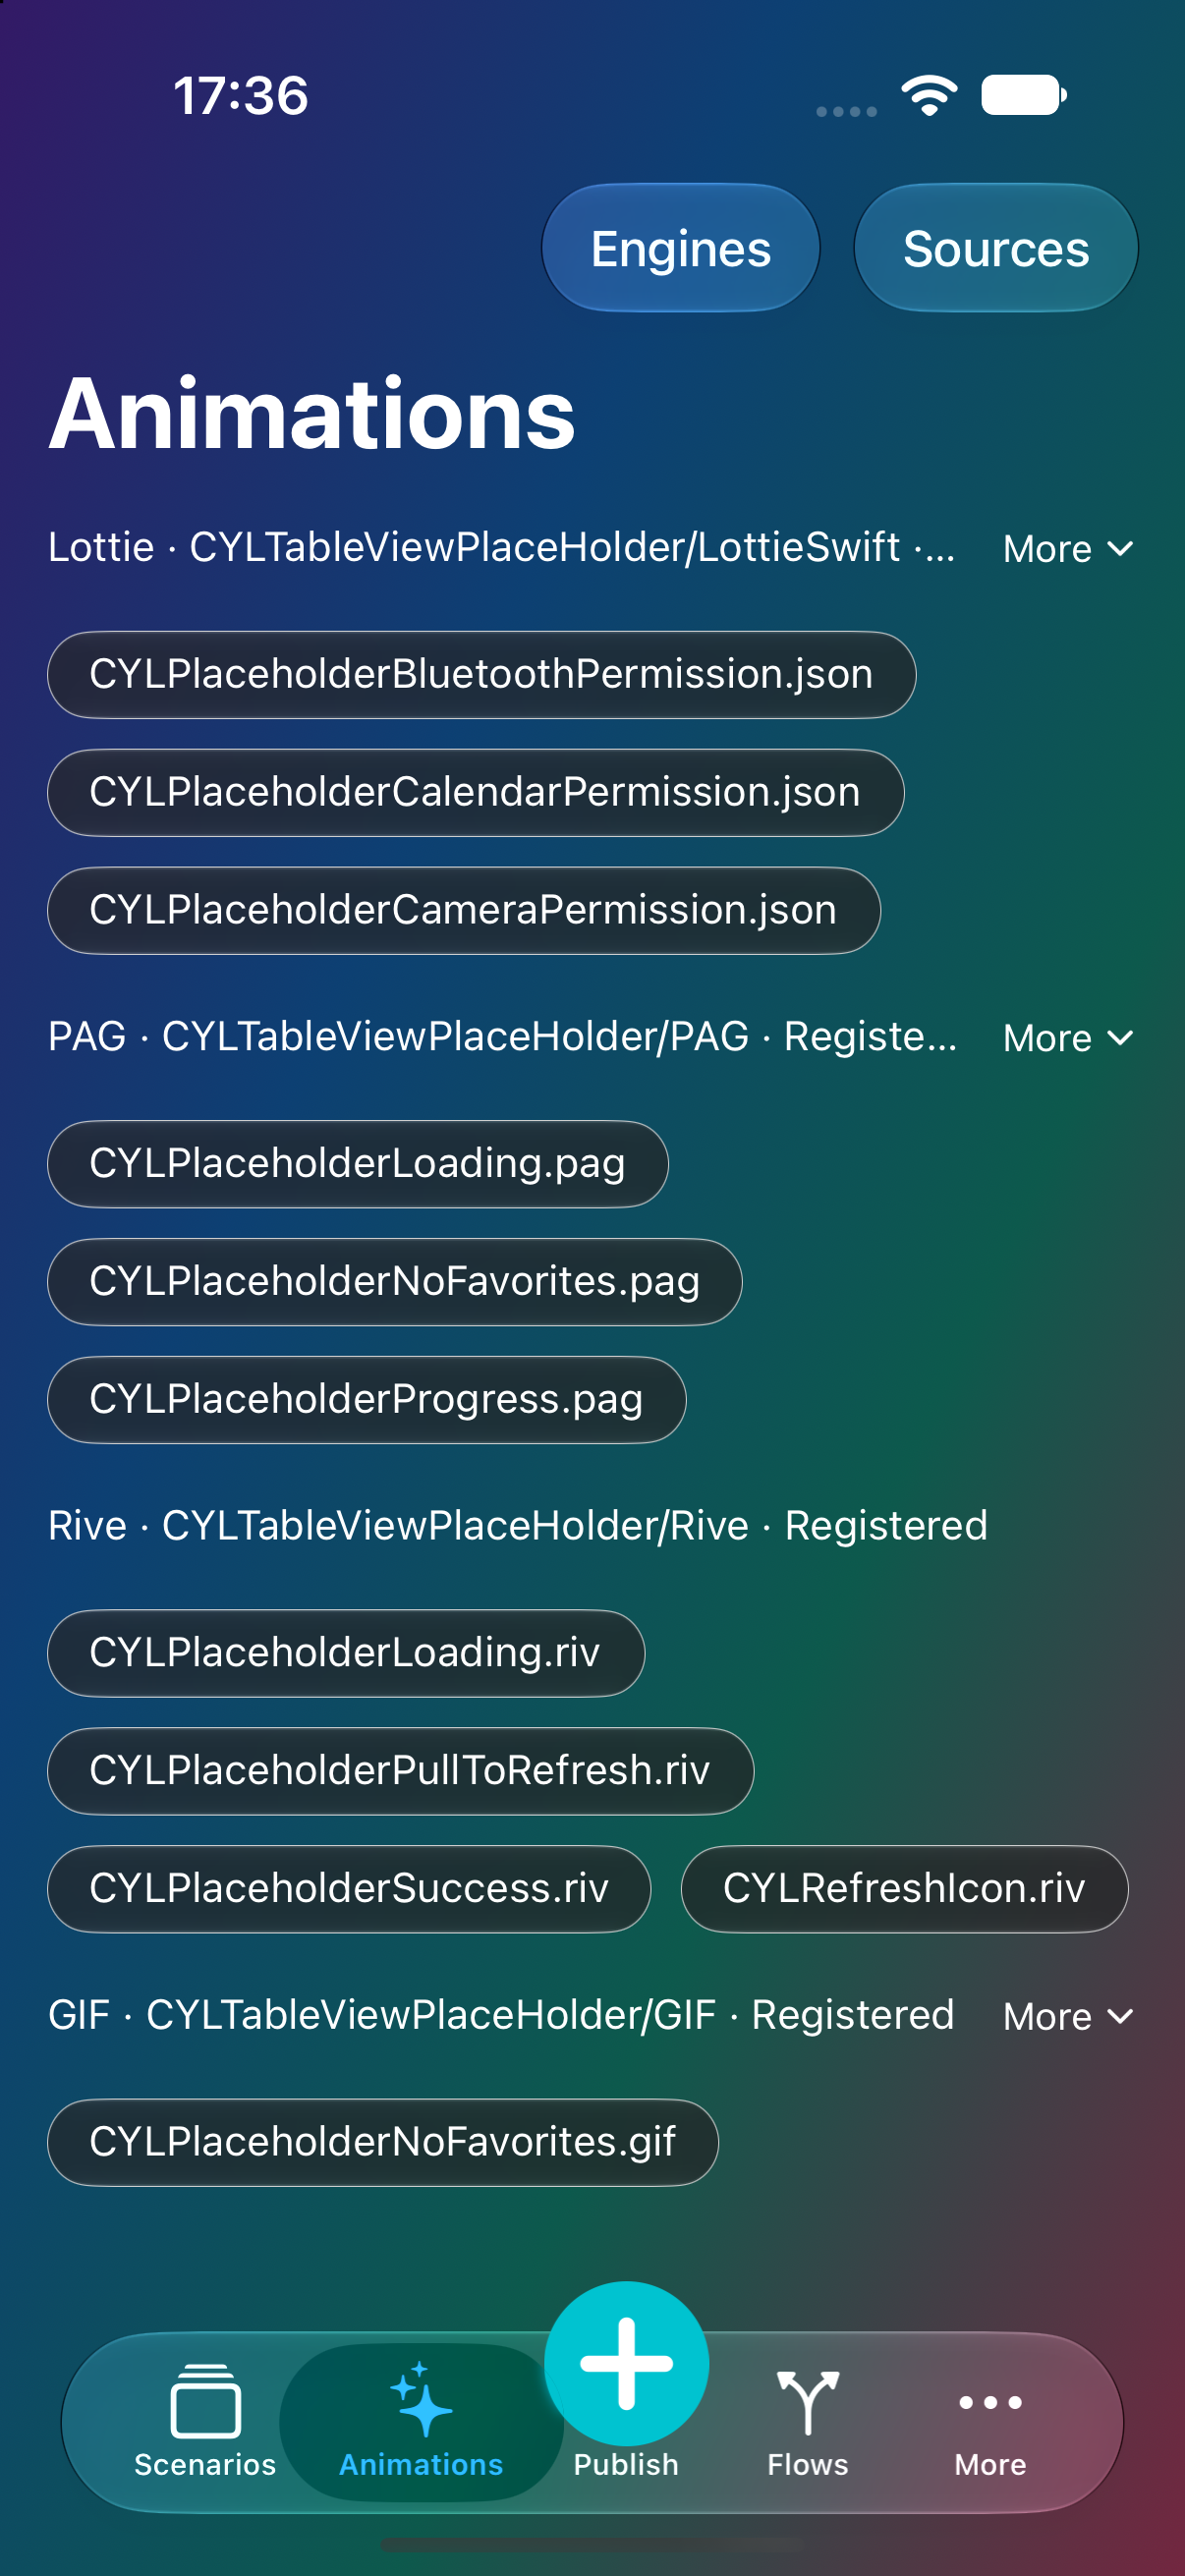 17:36
Engines
Sources
Animations
Lottie · CYLTableViewPlaceHolder/LottieSwift ·...
More
CYLPlaceholderBluetoothPermission.json
CYLPlaceholderCalendarPermission.json
CYLPlaceholderCameraPermission.json
PAG · CYLTableViewPlaceHolder/PAG · Registe...
More
CYLPlaceholderLoading.pag
CYLPlaceholderNoFavorites.pag
CYLPlaceholderProgress.pag
Rive · CYLTableViewPlaceHolder/Rive · Registered
CYLPlaceholderLoading.riv
CYLPlaceholderPullToRefresh.riv
CYLPlaceholderSuccess.riv
CYLRefreshIcon.riv
GIF · CYLTableViewPlaceHolder/GIF · Registered
More
CYLPlaceholderNoFavorites.gif
Scenarios
Animations
Publish
Flows
More